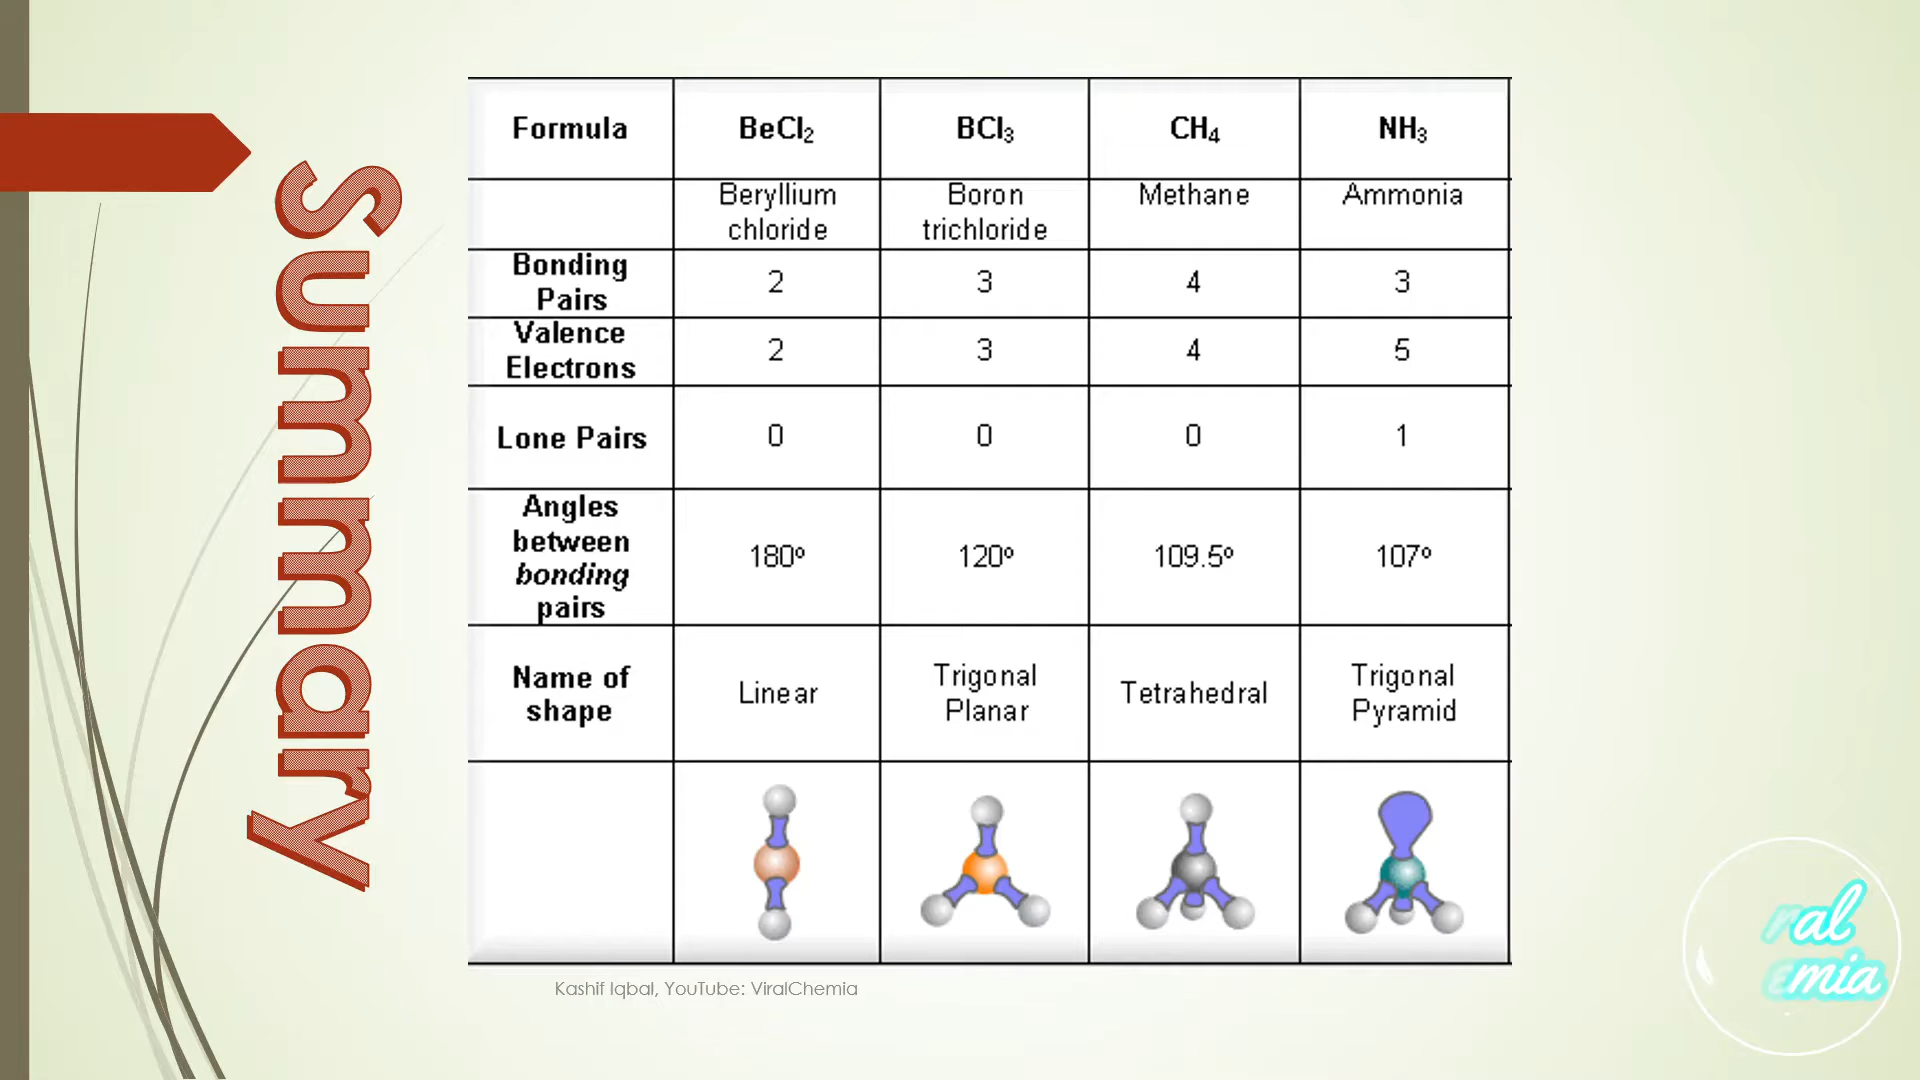 Summary
Formula BeCl₂ BCl₃ CH₄ NH₃
Beryllium chloride Boron trichloride Methane Ammonia
Bonding Pairs 2 3 4 3
Valence Electrons 2 3 4 5
Lone Pairs 0 0 0 1
Angles between bonding pairs 180º 120º 109.5º 107º
Name of shape Linear Trigonal Planar Tetrahedral Trigonal Pyramid
Kashif Iqbal, YouTube: ViralChemia
ral
emia